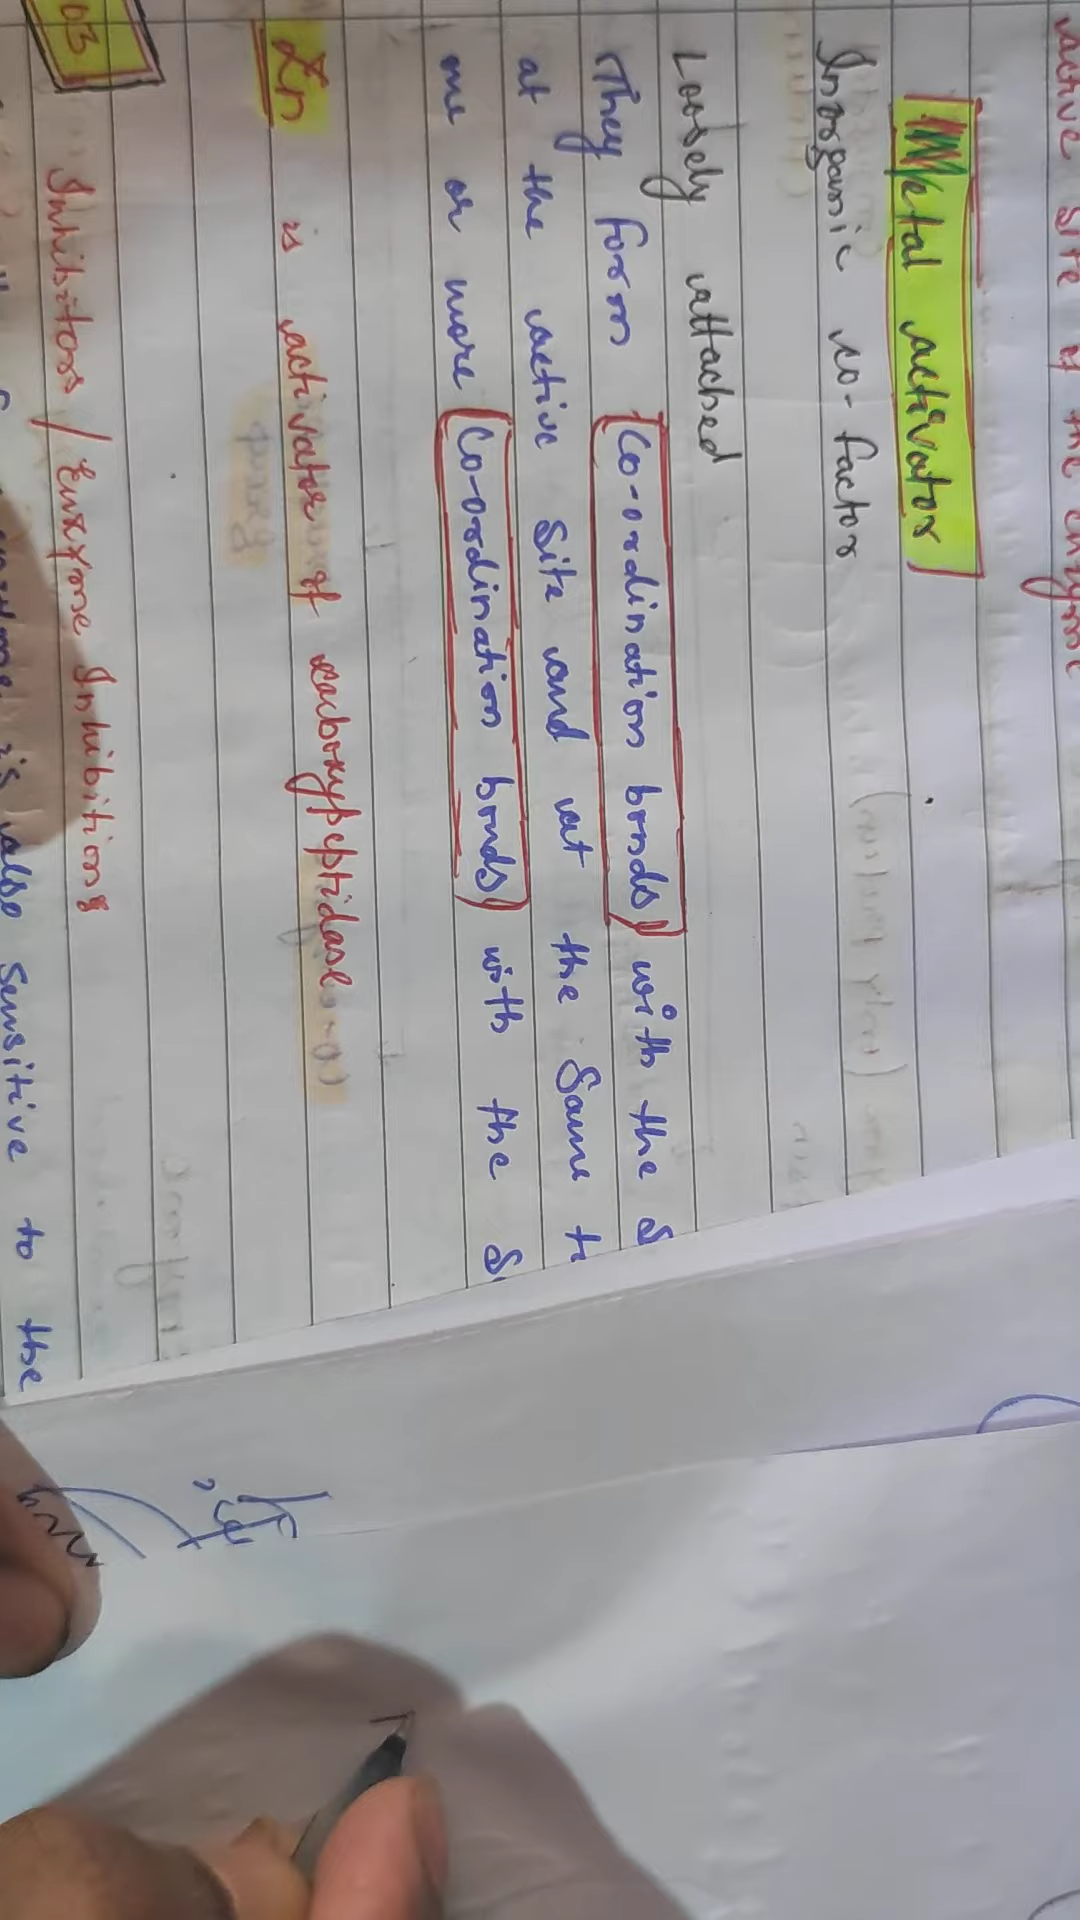 active site of the enzyme
Metal activator
Inorganic co-factor
Loosely attached
They form (Co-ordination bonds) with the S
at the active Site and at the Same t
one or more (Co-ordination bonds) with the S
Zn is activator of carboxypeptidase
03 Inhibitors / Enzyme Inhibitions
is also Sensitive to the